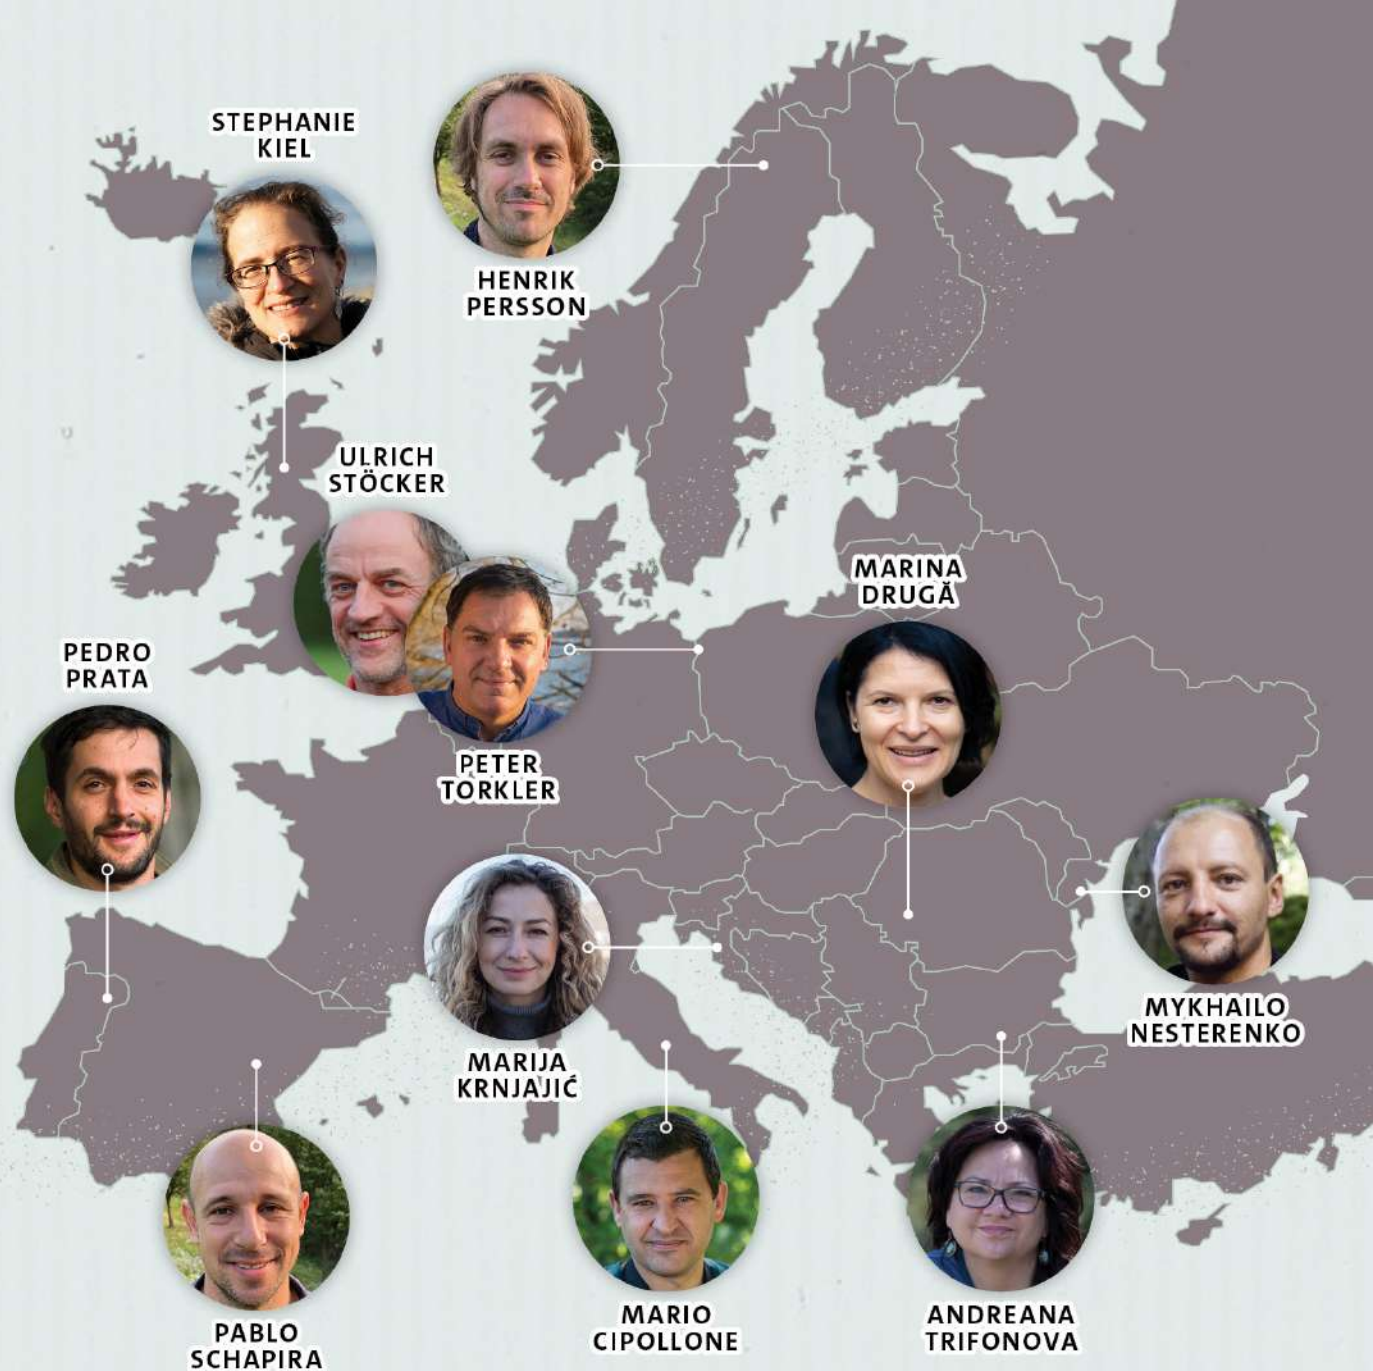 STEPHANIE
KIEL
HENRIK
PERSSON
ULRICH
STÖCKER
MARINA
DRUGĂ
PEDRO
PRATA
PETER
TORKLER
MYKHAILO
NESTERENKO
MARIJA
KRNJAJIĆ
PABLO
SCHAPIRA
MARIO
CIPOLLONE
ANDREANA
TRIFONOVA